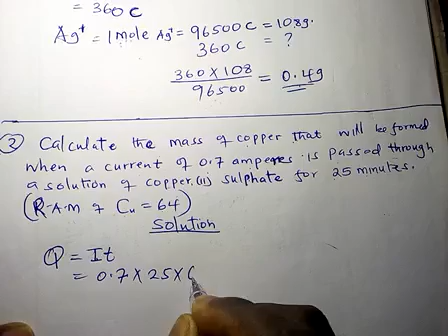 = 360 C
Ag⁺ = 1 mole Ag⁺ = 96500 C = 108g.
360 C = ?
360 × 108
96500
= 0.4g
② Calculate the mass of copper that will be formed
when a current of 0.7 amperes is passed through
a solution of copper (ii) sulphate for 25 minutes.
(R.A.M of Cu = 64)
Solution
Q = It
= 0.7 × 25 ×